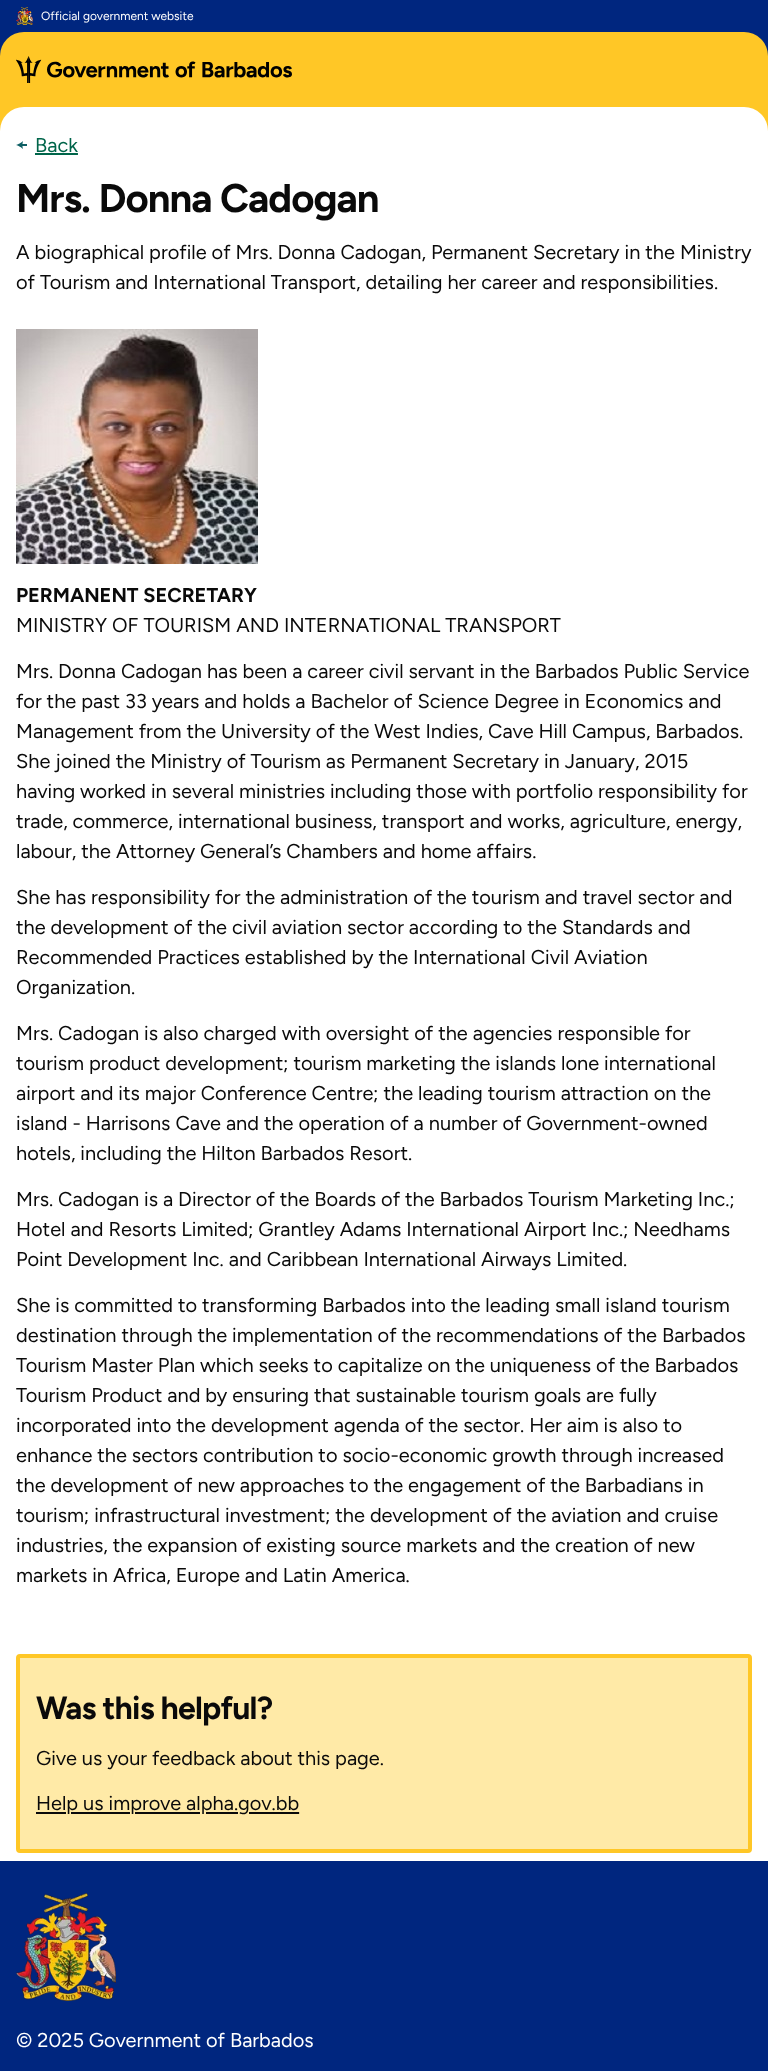 Official government website
Government of Barbados
Back
Mrs. Donna Cadogan
A biographical profile of Mrs. Donna Cadogan, Permanent Secretary in the Ministry
of Tourism and International Transport, detailing her career and responsibilities.
PERMANENT SECRETARY
MINISTRY OF TOURISM AND INTERNATIONAL TRANSPORT
Mrs. Donna Cadogan has been a career civil servant in the Barbados Public Service
for the past 33 years and holds a Bachelor of Science Degree in Economics and
Management from the University of the West Indies, Cave Hill Campus, Barbados.
She joined the Ministry of Tourism as Permanent Secretary in January, 2015
having worked in several ministries including those with portfolio responsibility for
trade, commerce, international business, transport and works, agriculture, energy,
labour, the Attorney General’s Chambers and home affairs.
She has responsibility for the administration of the tourism and travel sector and
the development of the civil aviation sector according to the Standards and
Recommended Practices established by the International Civil Aviation
Organization.
Mrs. Cadogan is also charged with oversight of the agencies responsible for
tourism product development; tourism marketing the islands lone international
airport and its major Conference Centre; the leading tourism attraction on the
island - Harrisons Cave and the operation of a number of Government-owned
hotels, including the Hilton Barbados Resort.
Mrs. Cadogan is a Director of the Boards of the Barbados Tourism Marketing Inc.;
Hotel and Resorts Limited; Grantley Adams International Airport Inc.; Needhams
Point Development Inc. and Caribbean International Airways Limited.
She is committed to transforming Barbados into the leading small island tourism
destination through the implementation of the recommendations of the Barbados
Tourism Master Plan which seeks to capitalize on the uniqueness of the Barbados
Tourism Product and by ensuring that sustainable tourism goals are fully
incorporated into the development agenda of the sector. Her aim is also to
enhance the sectors contribution to socio-economic growth through increased
the development of new approaches to the engagement of the Barbadians in
tourism; infrastructural investment; the development of the aviation and cruise
industries, the expansion of existing source markets and the creation of new
markets in Africa, Europe and Latin America.
Was this helpful?
Give us your feedback about this page.
Help us improve alpha.gov.bb
PRIDE AND INDUSTRY
© 2025 Government of Barbados